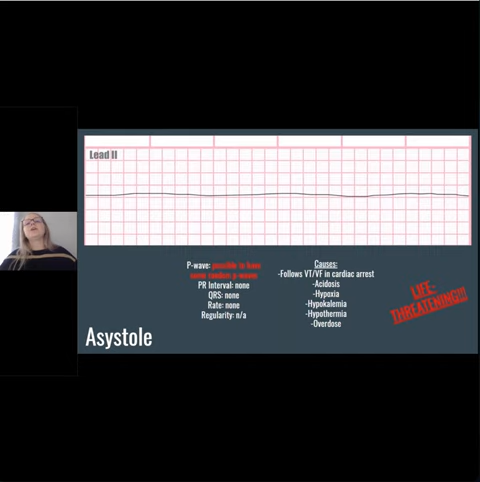 Lead II
P-wave: possible to have
some random p-waves
PR Interval: none
QRS: none
Rate: none
Regularity: n/a
Causes:
-Follows VT/VF in cardiac arrest
-Acidosis
-Hypoxia
-Hypokalemia
-Hypothermia
-Overdose
LIFE-
THREATENING!!!
Asystole